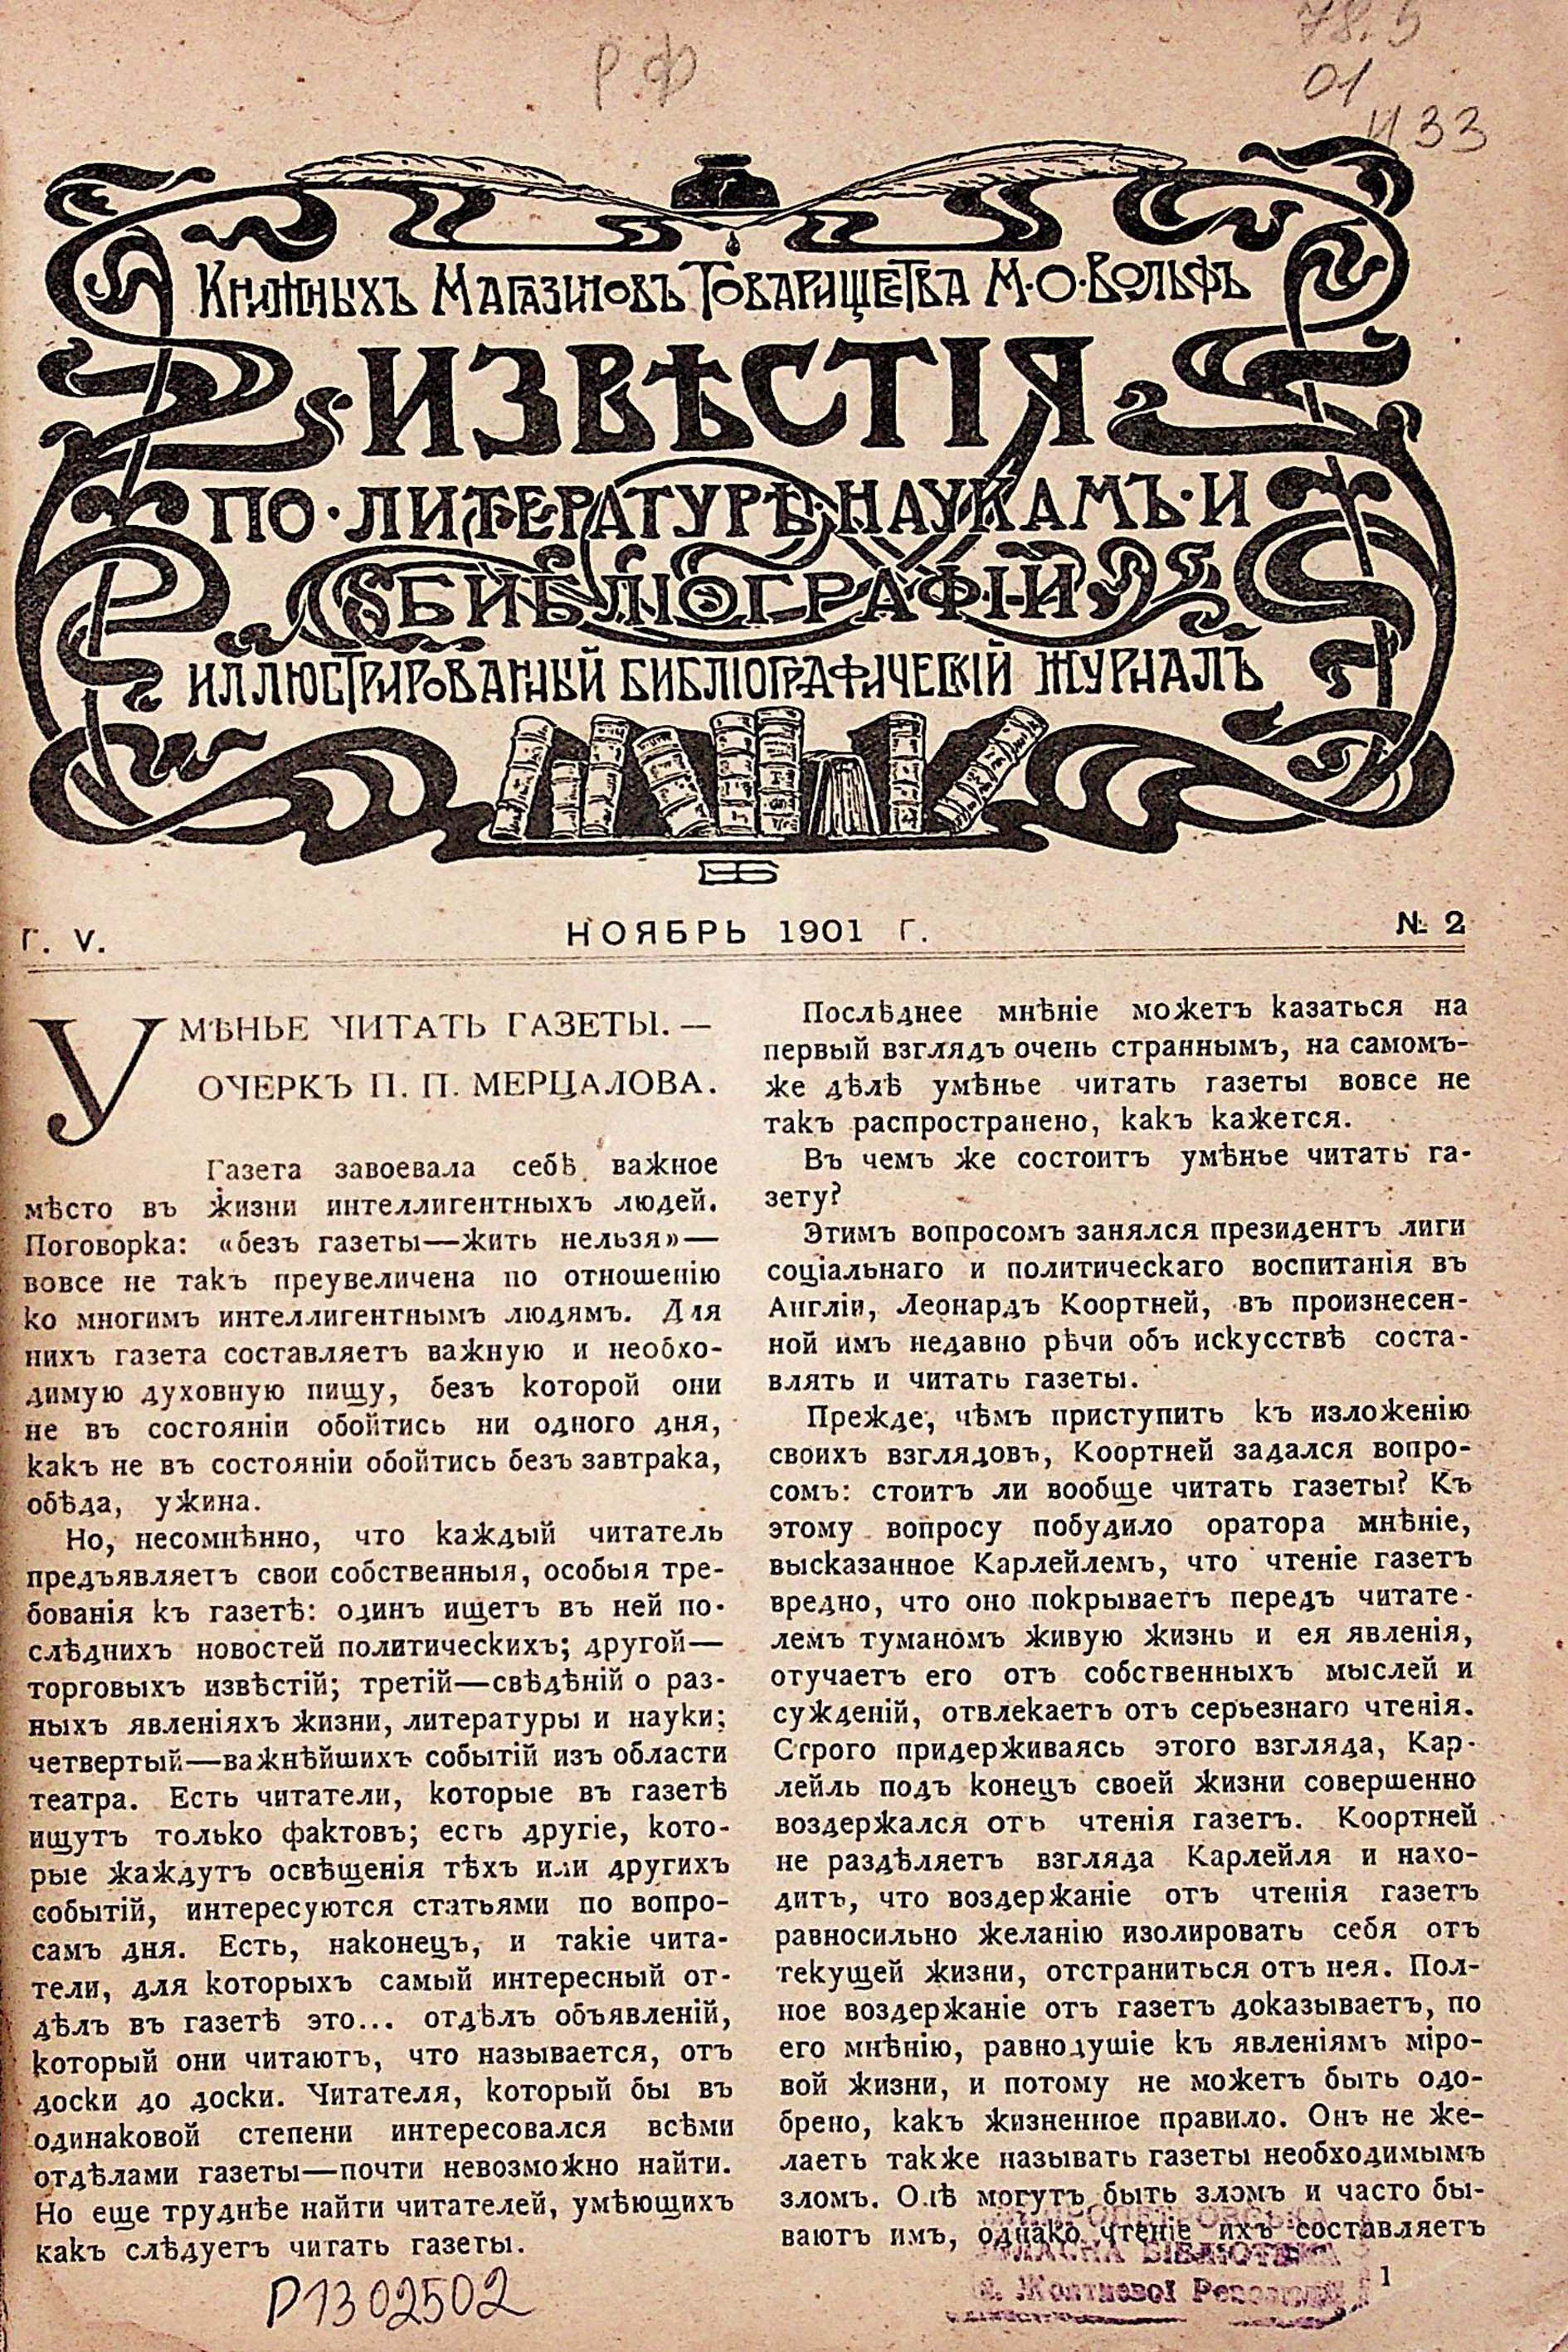 78.5
РФ
01
И33
Книжныхъ Магазиновъ Товарищества М·О·Вольфъ
ИЗВѢСТІЯ
ПО·ЛИТЕРАТУРѢ·НАУКАМЪ·И
БИБЛІОГРАФІИ
ИЛЛЮСТРИРОВАННЫЙ БИБЛІОГРАФИЧЕСКІЙ ЖУРНАЛЪ
Г. V. НОЯБРЬ 1901 Г. № 2
УМѢНЬЕ ЧИТАТЬ ГАЗЕТЫ.—
ОЧЕРКЪ П. П. МЕРЦАЛОВА.
Газета завоевала себѣ важное
мѣсто въ жизни интеллигентныхъ людей.
Поговорка: «безъ газеты—жить нельзя»—
вовсе не такъ преувеличена по отношенію
ко многимъ интеллигентнымъ людямъ. Для
нихъ газета составляетъ важную и необхо-
димую духовную пищу, безъ которой они
не въ состояніи обойтись ни одного дня,
какъ не въ состояніи обойтись безъ завтрака,
обѣда, ужина.
Но, несомнѣнно, что каждый читатель
предъявляетъ свои собственныя, особыя тре-
бованія къ газетѣ: одинъ ищетъ въ ней по-
слѣднихъ новостей политическихъ; другой—
торговыхъ извѣстій; третій—свѣдѣній о раз-
ныхъ явленіяхъ жизни, литературы и науки;
четвертый—важнѣйшихъ событій изъ области
театра. Есть читатели, которые въ газетѣ
ищутъ только фактовъ; есть другіе, кото-
рые жаждутъ освѣщенія тѣхъ или другихъ
событій, интересуются статьями по вопро-
самъ дня. Есть, наконецъ, и такіе чита-
тели, для которыхъ самый интересный от-
дѣлъ въ газетѣ это... отдѣлъ объявленій,
который они читаютъ, что называется, отъ
доски до доски. Читателя, который бы въ
одинаковой степени интересовался всѣми
отдѣлами газеты—почти невозможно найти.
Но еще труднѣе найти читателей, умѣющихъ
какъ слѣдуетъ читать газеты.
Послѣднее мнѣніе можетъ казаться на
первый взглядъ очень страннымъ, на самомъ-
же дѣлѣ умѣнье читать газеты вовсе не
такъ распространено, какъ кажется.
Въ чемъ же состоитъ умѣнье читать га-
зету?
Этимъ вопросомъ занялся президентъ лиги
соціальнаго и политическаго воспитанія въ
Англіи, Леонардъ Коортней, въ произнесен-
ной имъ недавно рѣчи объ искусствѣ соста-
влять и читать газеты.
Прежде, чѣмъ приступить къ изложенію
своихъ взглядовъ, Коортней задался вопро-
сомъ: стоитъ ли вообще читать газеты? Къ
этому вопросу побудило оратора мнѣніе,
высказанное Карлейлемъ, что чтеніе газетъ
вредно, что оно покрываетъ передъ читате-
лемъ туманомъ живую жизнь и ея явленія,
отучаетъ его отъ собственныхъ мыслей и
сужденій, отвлекаетъ отъ серьезнаго чтенія.
Строго придерживаясь этого взгляда, Кар-
лейль подъ конецъ своей жизни совершенно
воздержался отъ чтенія газетъ. Коортней
не раздѣляетъ взгляда Карлейля и нахо-
дитъ, что воздержаніе отъ чтенія газетъ
равносильно желанію изолировать себя отъ
текущей жизни, отстраниться отъ нея. Пол-
ное воздержаніе отъ газетъ доказываетъ, по
его мнѣнію, равнодушіе къ явленіямъ міро-
вой жизни, и потому не можетъ быть одо-
брено, какъ жизненное правило. Онъ не же-
лаетъ также называть газеты необходимымъ
зломъ. Онѣ могутъ быть зломъ и часто бы-
ваютъ имъ, однако чтеніе ихъ составляетъ
1
Р1302502
БІБЛІОТЕКА
Жовтневої